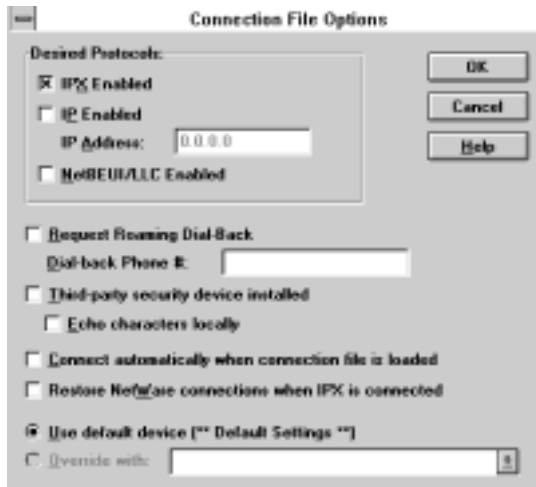 Connection File Options
Desired Protocols:
IPX Enabled
IP Enabled
IP Address: 0.0.0.0
NetBEUI/LLC Enabled
OK
Cancel
Help
Request Roaming Dial-Back
Dial-back Phone #:
Third-party security device installed
Echo characters locally
Connect automatically when connection file is loaded
Restore NetWare connections when IPX is connected
Use default device (** Default Settings **)
Override with: